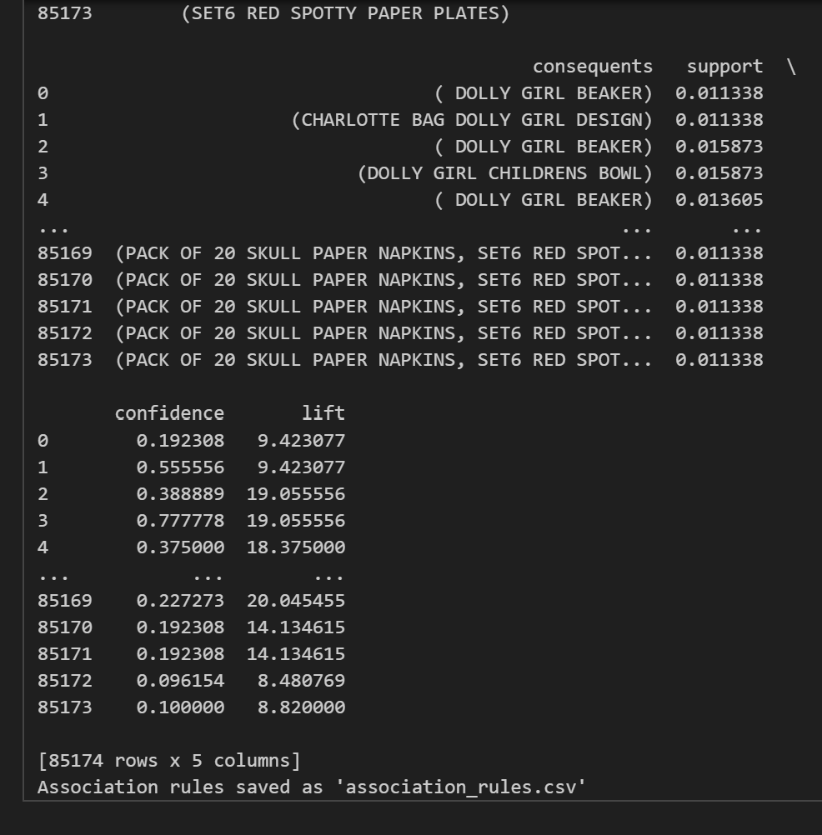 85173 (SET6 RED SPOTTY PAPER PLATES)
consequents support \
0 ( DOLLY GIRL BEAKER) 0.011338
1 (CHARLOTTE BAG DOLLY GIRL DESIGN) 0.011338
2 ( DOLLY GIRL BEAKER) 0.015873
3 (DOLLY GIRL CHILDRENS BOWL) 0.015873
4 ( DOLLY GIRL BEAKER) 0.013605
... ... ...
85169 (PACK OF 20 SKULL PAPER NAPKINS, SET6 RED SPOT... 0.011338
85170 (PACK OF 20 SKULL PAPER NAPKINS, SET6 RED SPOT... 0.011338
85171 (PACK OF 20 SKULL PAPER NAPKINS, SET6 RED SPOT... 0.011338
85172 (PACK OF 20 SKULL PAPER NAPKINS, SET6 RED SPOT... 0.011338
85173 (PACK OF 20 SKULL PAPER NAPKINS, SET6 RED SPOT... 0.011338
confidence lift
0 0.192308 9.423077
1 0.555556 9.423077
2 0.388889 19.055556
3 0.777778 19.055556
4 0.375000 18.375000
... ... ...
85169 0.227273 20.045455
85170 0.192308 14.134615
85171 0.192308 14.134615
85172 0.096154 8.480769
85173 0.100000 8.820000
[85174 rows x 5 columns]
Association rules saved as 'association_rules.csv'